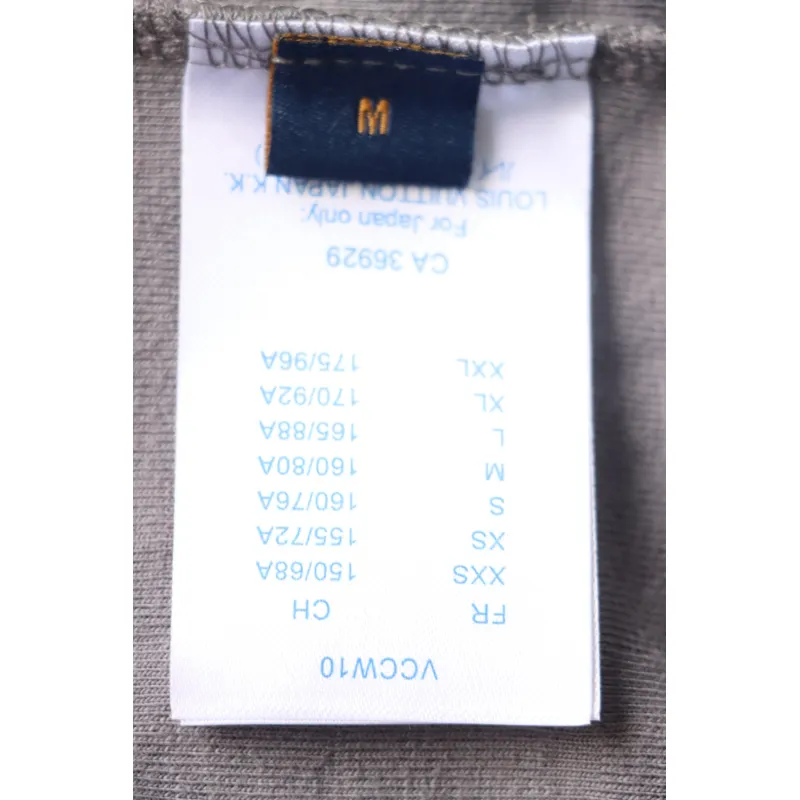 VCCW10
FR CH
XXS 150/68A
XS 155/72A
S 160/76A
M 160/80A
L 165/88A
XL 170/92A
XXL 175/96A
CA 36929
For Japan only:
LOUIS VUITTON JAPAN K.K.
M